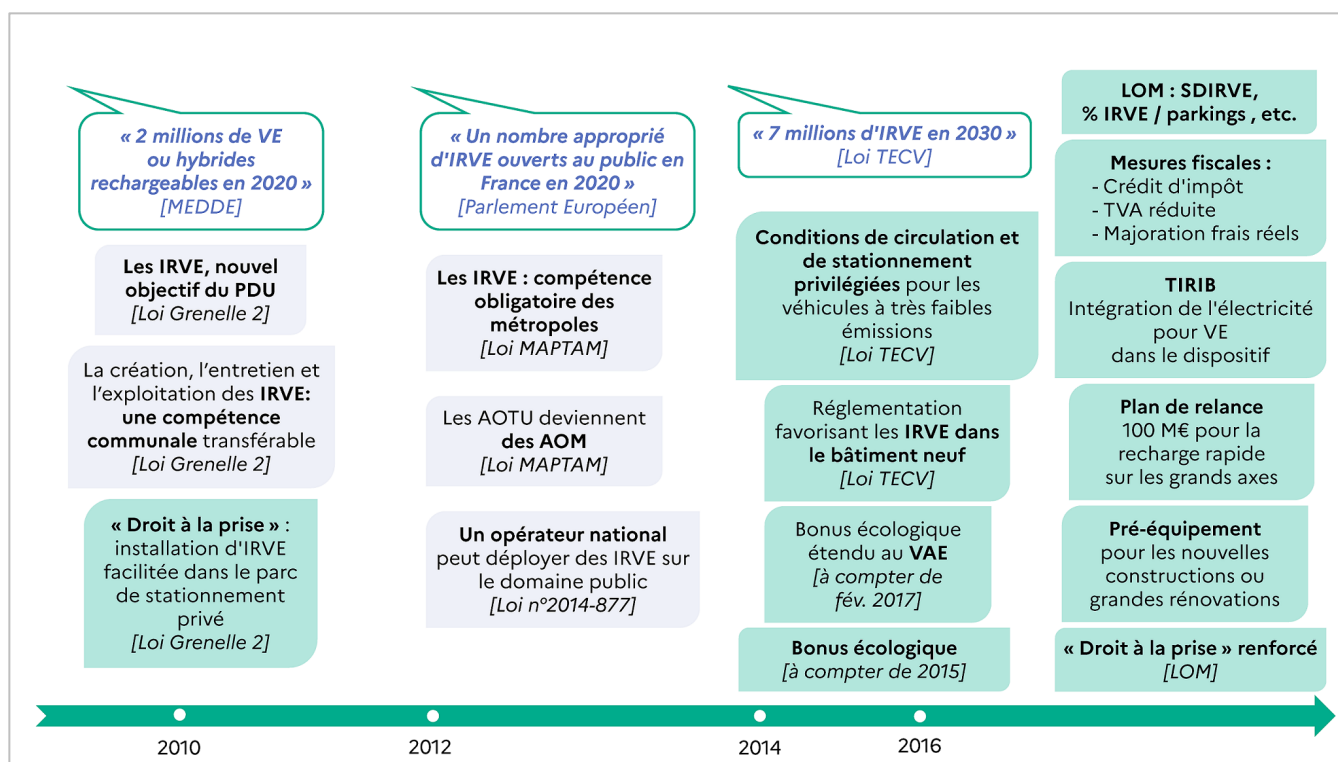 « 2 millions de VE
ou hybrides
rechargeables en 2020 »
[MEDDE]
Les IRVE, nouvel
objectif du PDU
[Loi Grenelle 2]
La création, l’entretien et
l’exploitation des IRVE:
une compétence
communale transférable
[Loi Grenelle 2]
« Droit à la prise » :
installation d'IRVE
facilitée dans le parc
de stationnement
privé
[Loi Grenelle 2]
« Un nombre approprié
d'IRVE ouverts au public en
France en 2020 »
[Parlement Européen]
Les IRVE : compétence
obligatoire des
métropoles
[Loi MAPTAM]
Les AOTU deviennent
des AOM
[Loi MAPTAM]
Un opérateur national
peut déployer des IRVE sur
le domaine public
[Loi nº2014-877]
« 7 millions d'IRVE en 2030 »
[Loi TECV]
Conditions de circulation et
de stationnement
privilégiées pour les
véhicules à très faibles
émissions
[Loi TECV]
Réglementation
favorisant les IRVE dans
le bâtiment neuf
[Loi TECV]
Bonus écologique
étendu au VAE
[à compter de
fév. 2017]
Bonus écologique
[à compter de 2015]
LOM : SDIRVE,
% IRVE / parkings , etc.
Mesures fiscales :
- Crédit d'impôt
- TVA réduite
- Majoration frais réels
TIRIB
Intégration de l'électricité
pour VE
dans le dispositif
Plan de relance
100 M€ pour la
recharge rapide
sur les grands axes
Pré-équipement
pour les nouvelles
constructions ou
grandes rénovations
« Droit à la prise » renforcé
[LOM]
2010
2012
2014
2016